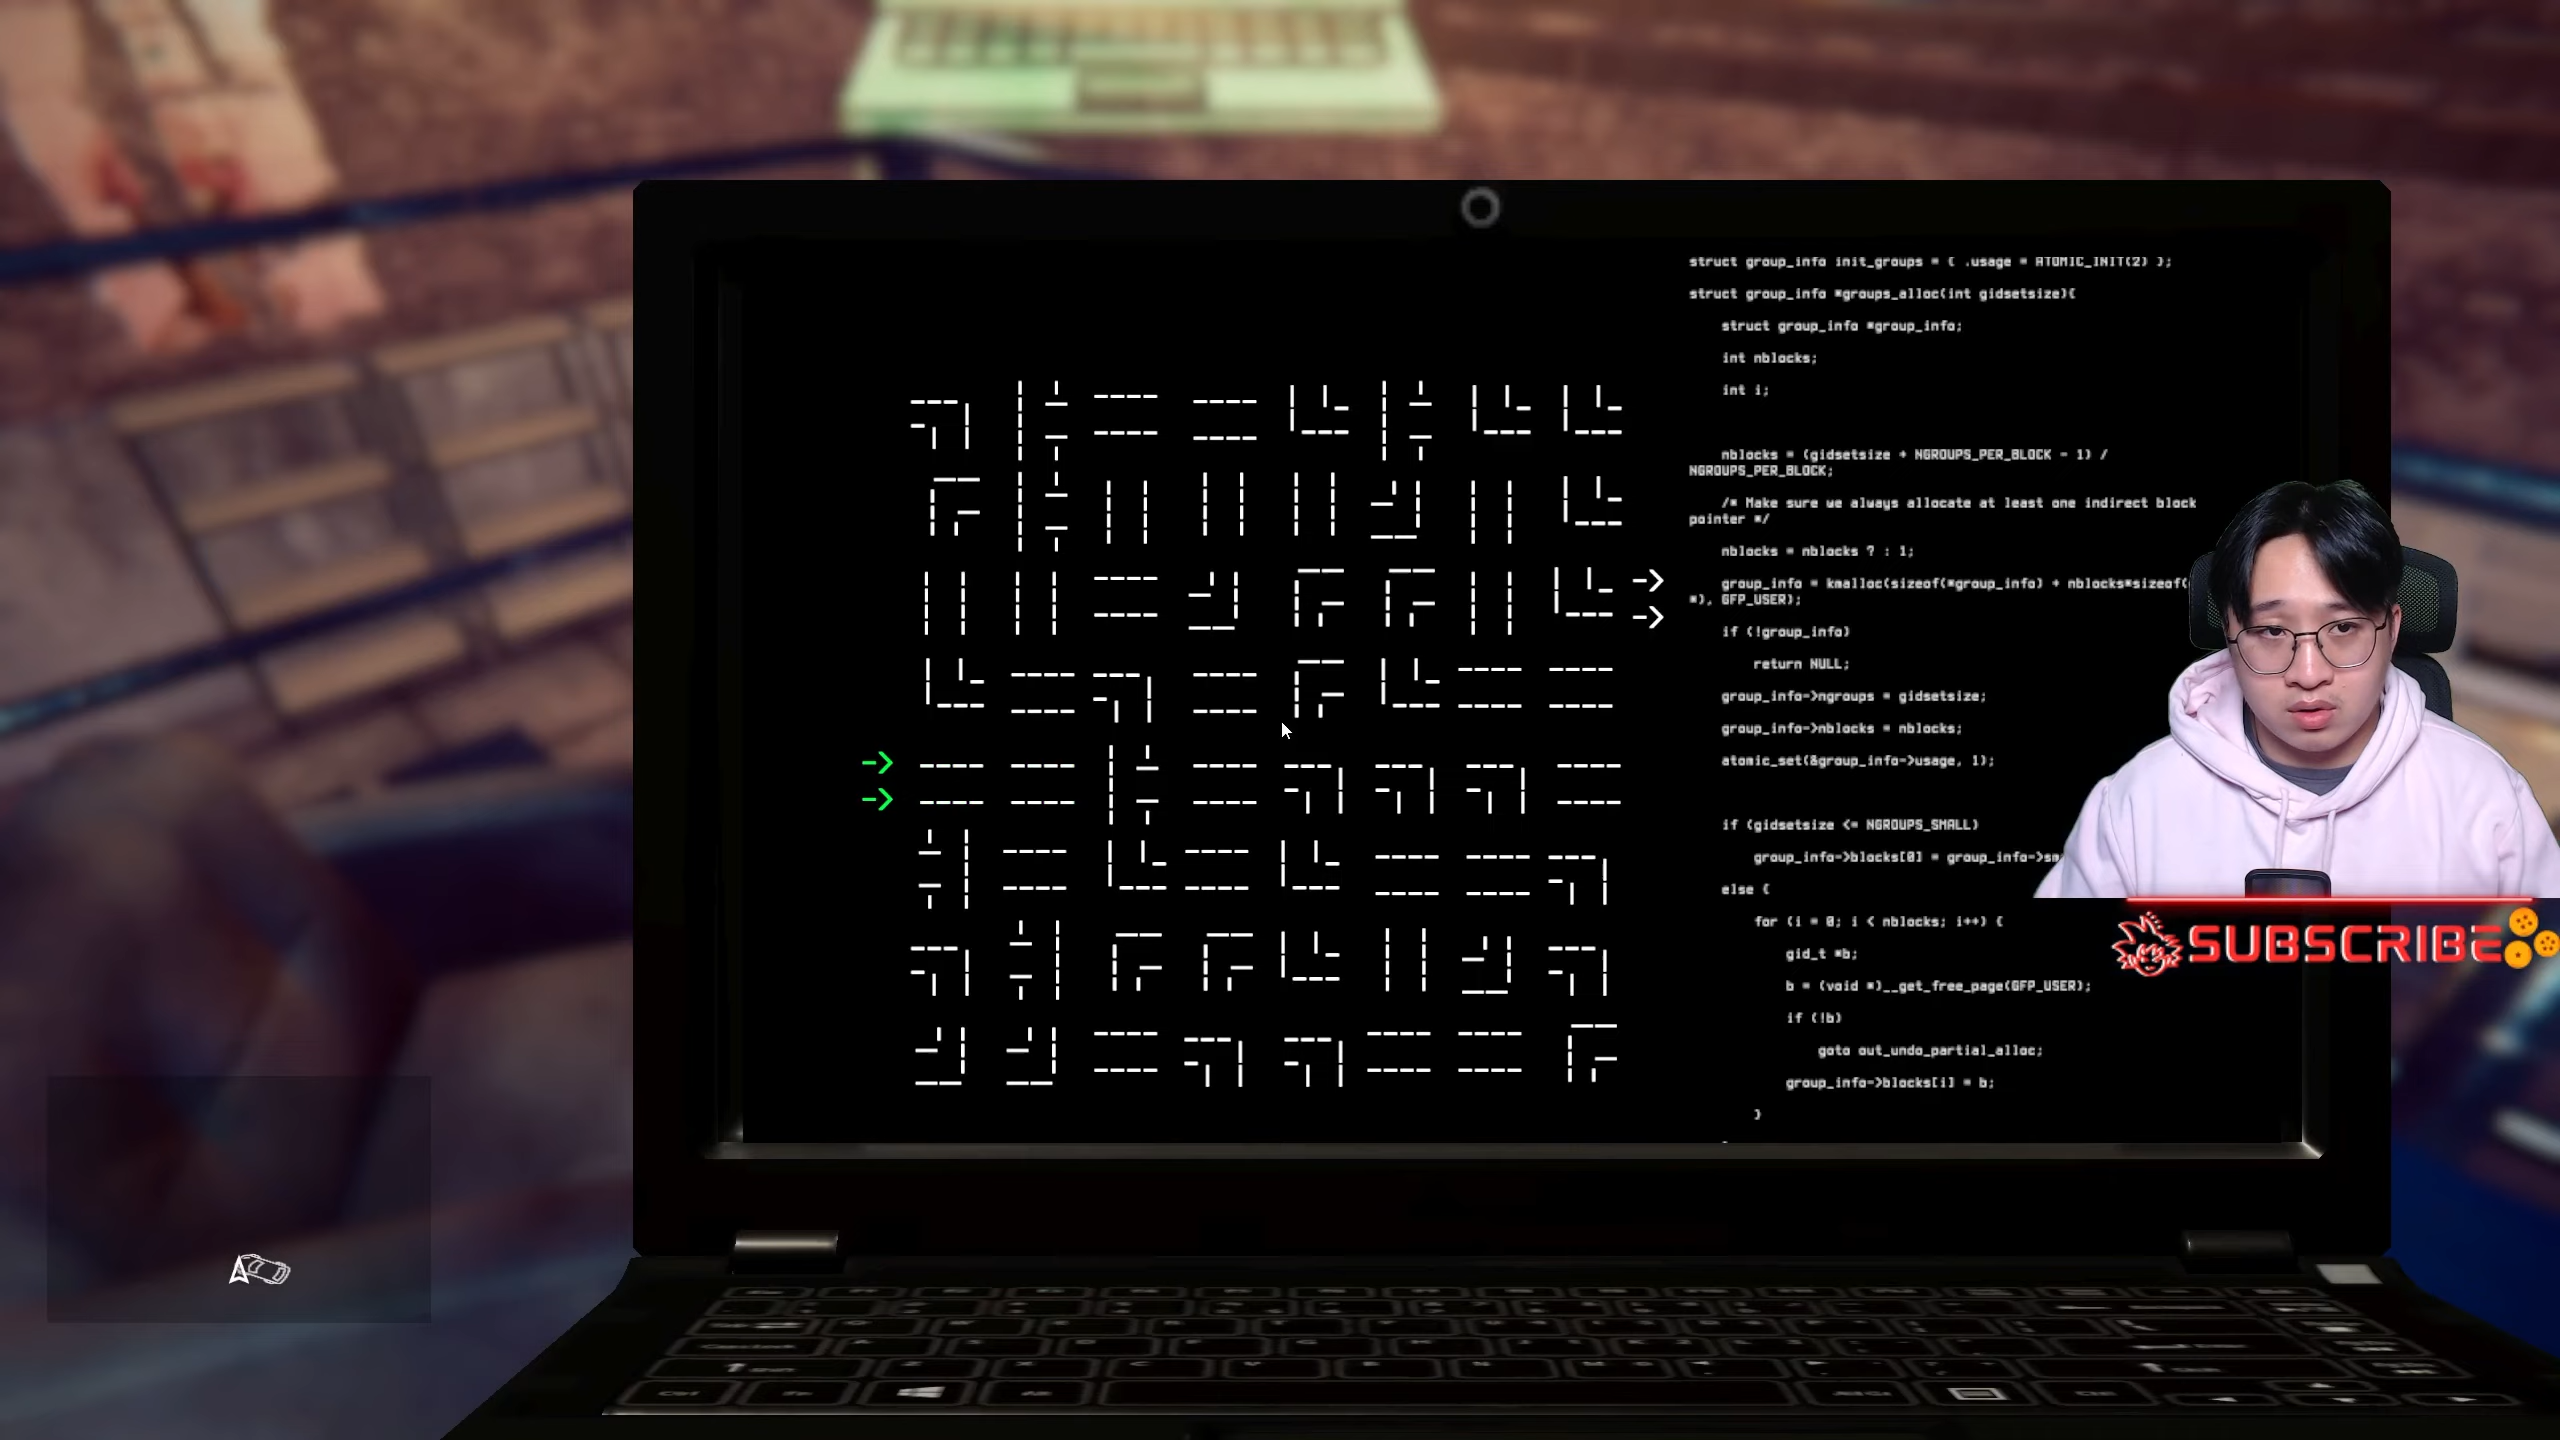 struct group_info init_groups = { .usage = ATOMIC_INIT(2) };
struct group_info *groups_alloc(int gidsetsize){
struct group_info *group_info;
int nblocks;
int i;
nblocks = (gidsetsize + NGROUPS_PER_BLOCK - 1) /
NGROUPS_PER_BLOCK;
/* Make sure we always allocate at least one indirect block
pointer */
nblocks = nblocks ? : 1;
group_info = kmalloc(sizeof(*group_info) + nblocks*sizeof(
*), GFP_USER);
if (!group_info)
return NULL;
group_info->ngroups = gidsetsize;
group_info->nblocks = nblocks;
atomic_set(&group_info->usage, 1);
if (gidsetsize <= NGROUPS_SMALL)
group_info->blocks[0] = group_info->sm
else {
for (i = 0; i < nblocks; i++) {
gid_t *b;
b = (void *)__get_free_page(GFP_USER);
if (!b)
goto out_undo_partial_alloc;
group_info->blocks[i] = b;
}
SUBSCRIBE